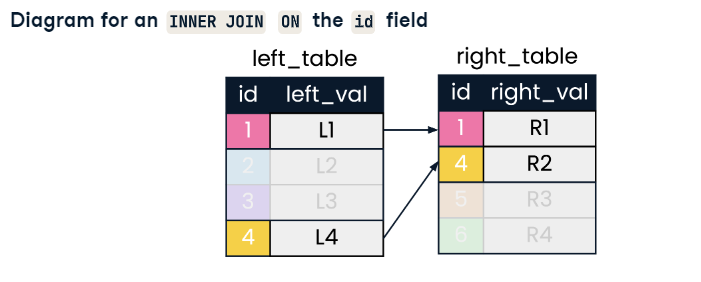 Diagram for an INNER JOIN ON the id field
left_table right_table
id left_val id right_val
1 L1 1 R1
2 L2 4 R2
3 L3 5 R3
4 L4 6 R4